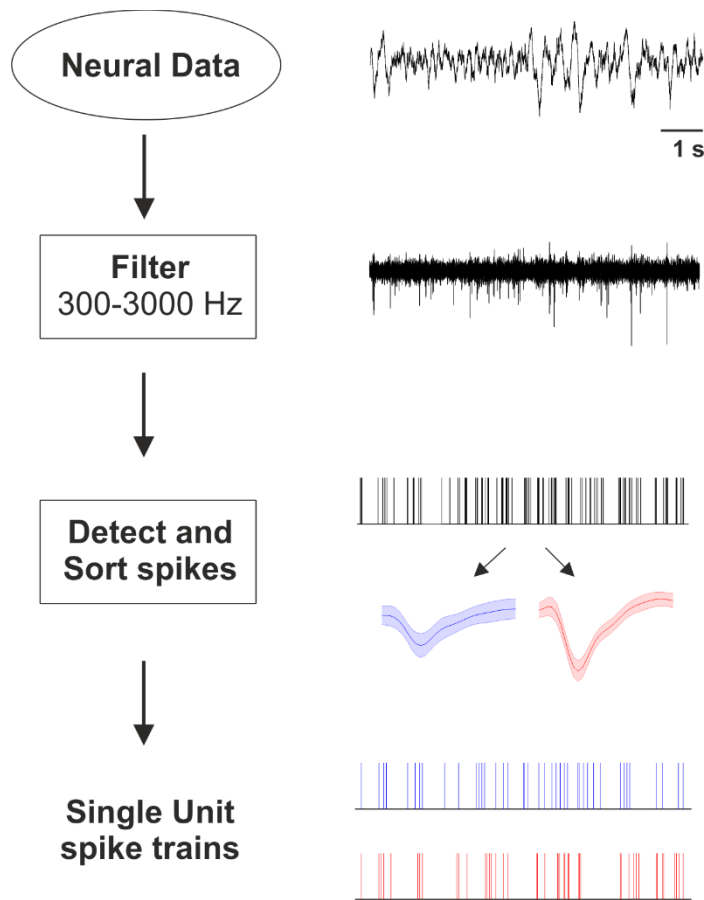 Neural Data
1 s
Filter
300-3000 Hz
Detect and
Sort spikes
Single Unit
spike trains